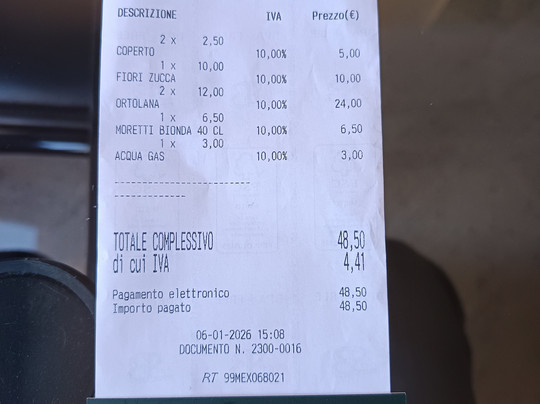 DESCRIZIONE IVA Prezzo(€)
2 x 2,50
COPERTO 10,00% 5,00
1 x 10,00
FIORI ZUCCA 10,00% 10,00
2 x 12,00
ORTOLANA 10,00% 24,00
1 x 6,50
MORETTI BIONDA 40 CL 10,00% 6,50
1 x 3,00
ACQUA GAS 10,00% 3,00
TOTALE COMPLESSIVO 48,50
di cui IVA 4,41
Pagamento elettronico 48,50
Importo pagato 48,50
06-01-2026 15:08
DOCUMENTO N. 2300-0016
RT 99MEX068021